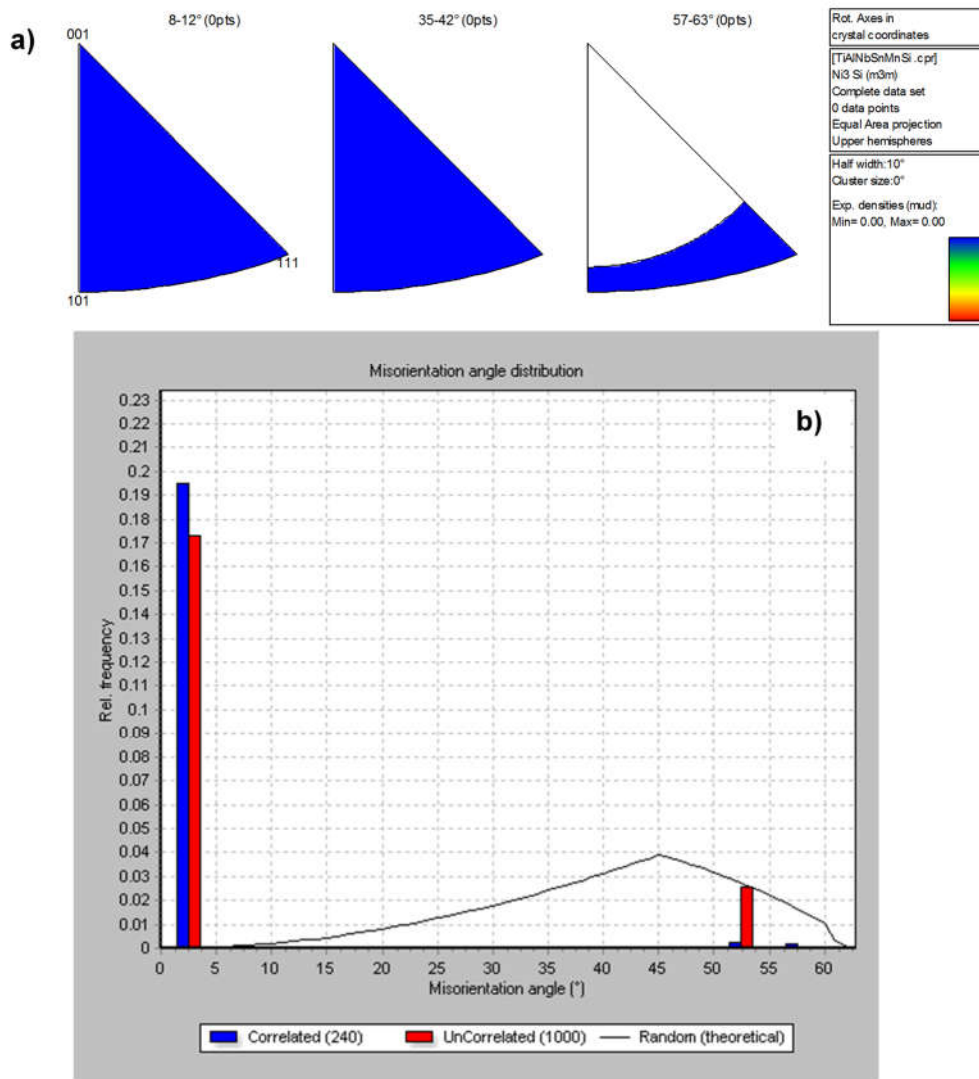 a)
8-12° (0pts)
35-42° (0pts)
57-63° (0pts)
001
101
111
Rot. Axes in
crystal coordinates
[TiAlNbSnMnSi .cpr]
Ni3 Si (m3m)
Complete data set
0 data points
Equal Area projection
Upper hemispheres
Half width:10°
Cluster size:0°
Exp. densities (mud):
Min= 0.00, Max= 0.00
Misorientation angle distribution
b)
Rel. frequency
0.23
0.22
0.21
0.2
0.19
0.18
0.17
0.16
0.15
0.14
0.13
0.12
0.11
0.1
0.09
0.08
0.07
0.06
0.05
0.04
0.03
0.02
0.01
0
0 5 10 15 20 25 30 35 40 45 50 55 60
Misorientation angle (°)
Correlated (240) UnCorrelated (1000) Random (theoretical)